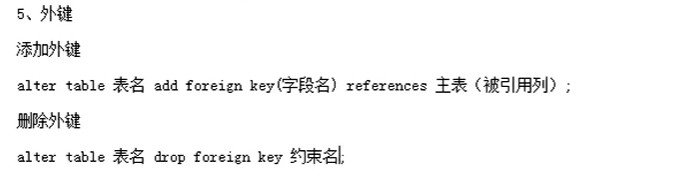 5、外键
添加外键
alter table 表名 add foreign key(字段名) references 主表（被引用列）;
删除外键
alter table 表名 drop foreign key 约束名;